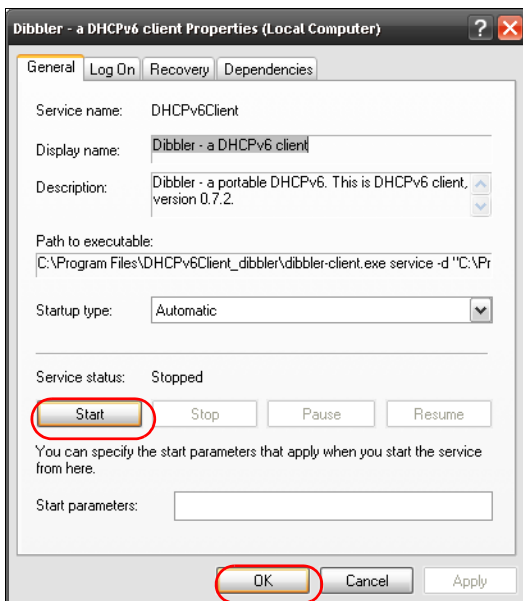 Dibbler - a DHCPv6 client Properties (Local Computer)
General Log On Recovery Dependencies
Service name: DHCPv6Client
Display name: Dibbler - a DHCPv6 client
Description: Dibbler - a portable DHCPv6. This is DHCPv6 client,
version 0.7.2.
Path to executable:
C:\Program Files\DHCPv6Client_dibbler\dibbler-client.exe service -d "C:\Pr
Startup type: Automatic
Service status: Stopped
Start Stop Pause Resume
You can specify the start parameters that apply when you start the service
from here.
Start parameters:
OK Cancel Apply